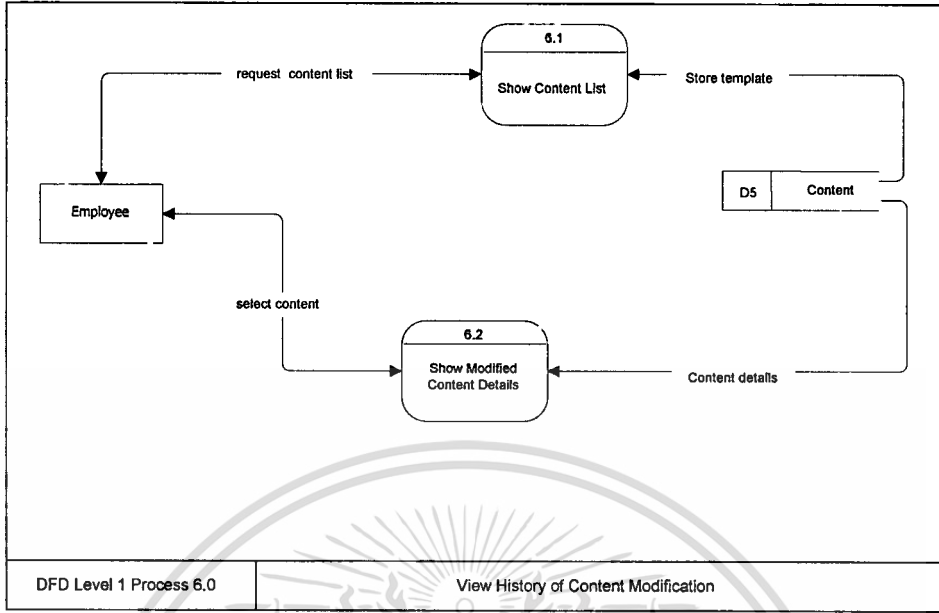 6.1
request content list
Show Content List
Store template
D5 Content
Employee
select content
6.2
Show Modified
Content Details
Content details
DFD Level 1 Process 6.0
View History of Content Modification